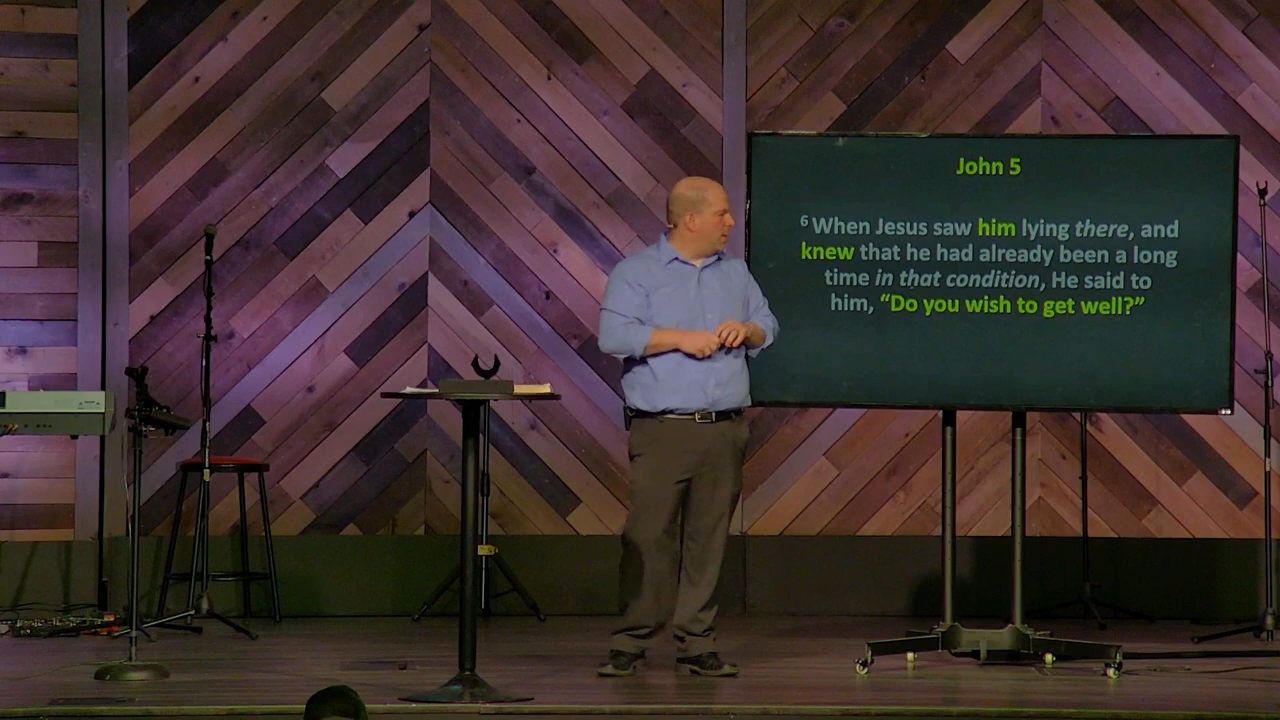 John 5
6 When Jesus saw him lying there, and
knew that he had already been a long
time in that condition, He said to
him, “Do you wish to get well?”